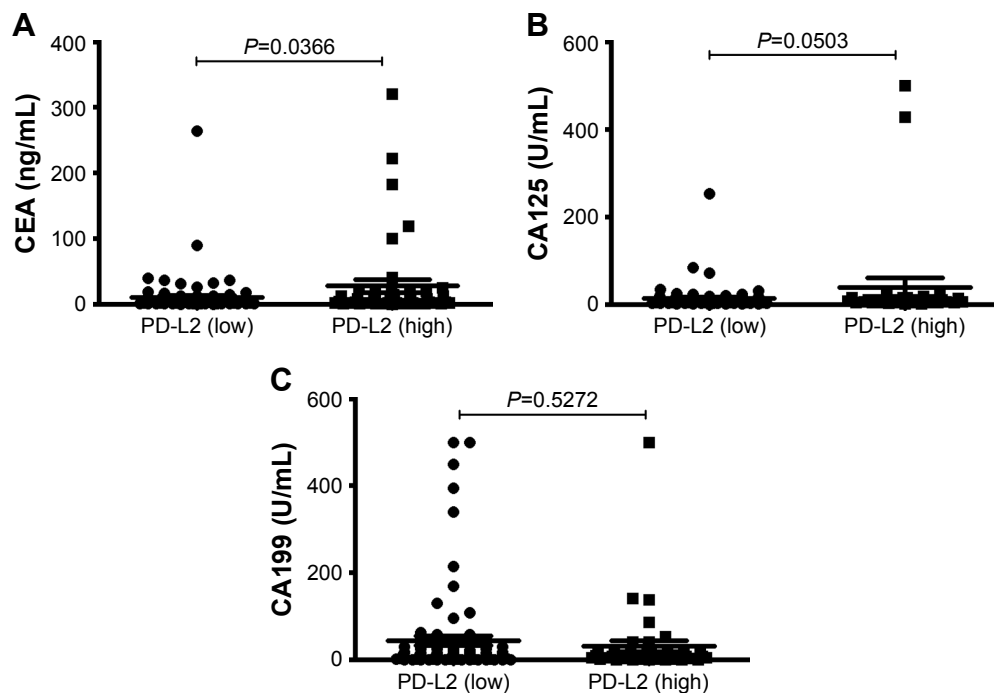 A
CEA (ng/mL)
400
300
200
100
0
P=0.0366
PD-L2 (low)
PD-L2 (high)
B
CA125 (U/mL)
600
400
200
0
P=0.0503
PD-L2 (low)
PD-L2 (high)
C
CA199 (U/mL)
600
400
200
0
P=0.5272
PD-L2 (low)
PD-L2 (high)